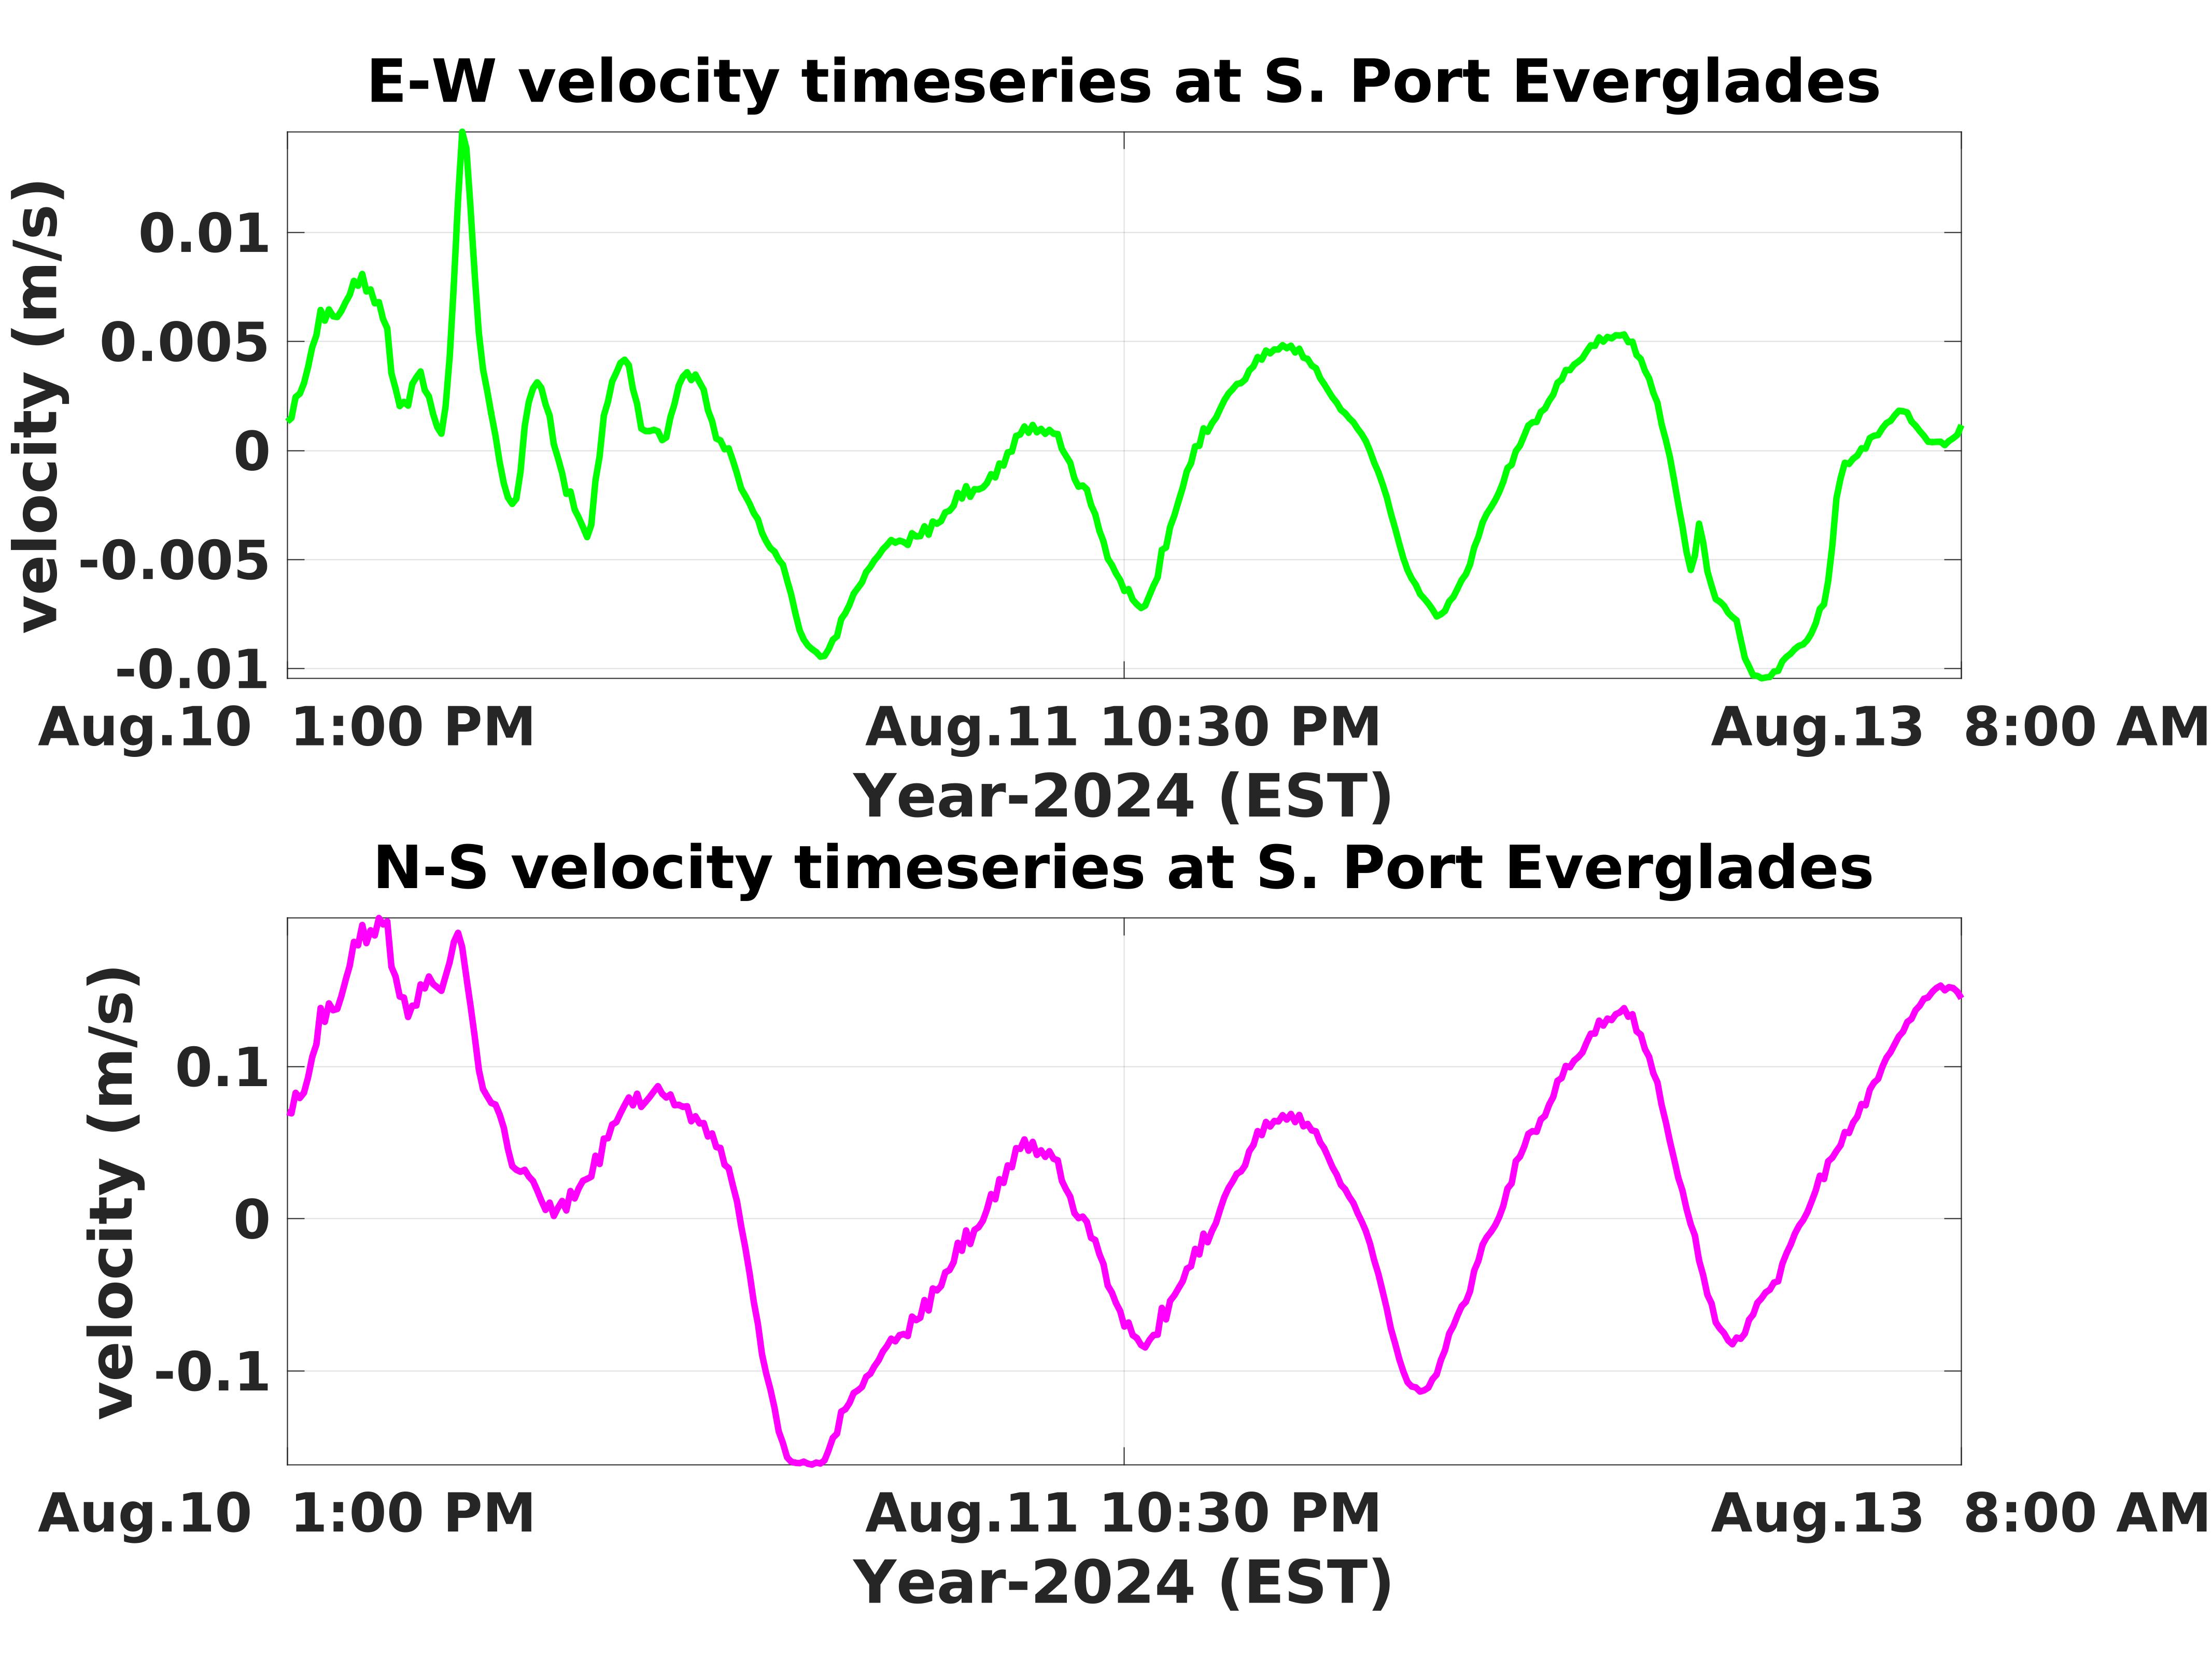 E-W velocity timeseries at S. Port Everglades
velocity (m/s)
0.01
0.005
0
-0.005
-0.01
Aug.10  1:00 PM
Aug.11 10:30 PM
Aug.13  8:00 AM
Year-2024 (EST)
N-S velocity timeseries at S. Port Everglades
velocity (m/s)
0.1
0
-0.1
Aug.10  1:00 PM
Aug.11 10:30 PM
Aug.13  8:00 AM
Year-2024 (EST)